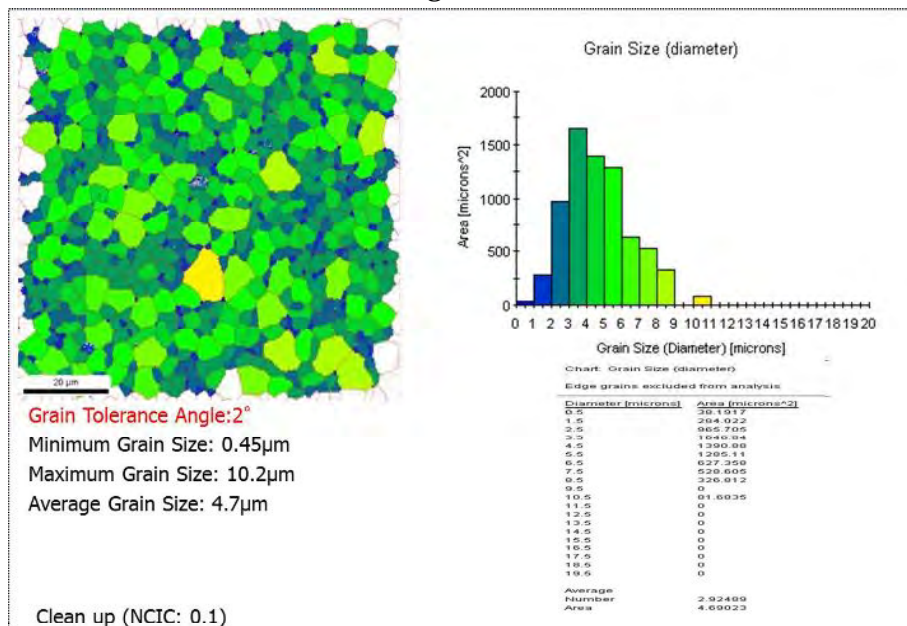 Grain Size (diameter)
2000
1500
1000
500
0
Area [microns^2]
0 1 2 3 4 5 6 7 8 9 10 11 12 13 14 15 16 17 18 19 20
Grain Size (Diameter) [microns]
20 µm
Grain Tolerance Angle:2°
Minimum Grain Size: 0.45µm
Maximum Grain Size: 10.2µm
Average Grain Size: 4.7µm
Clean up (NCIC: 0.1)
Chart: Grain Size (diameter)
Edge grains excluded from analysis
Diameter [microns] Area [microns^2]
0.5 38.1917
1.5 284.022
2.5 965.705
3.5 1646.84
4.5 1390.88
5.5 1285.11
6.5 627.358
7.5 528.605
8.5 326.812
9.5 0
10.5 81.6835
11.5 0
12.5 0
13.5 0
14.5 0
15.5 0
16.5 0
17.5 0
18.5 0
19.5 0
Average
Number 2.92489
Area 4.69023